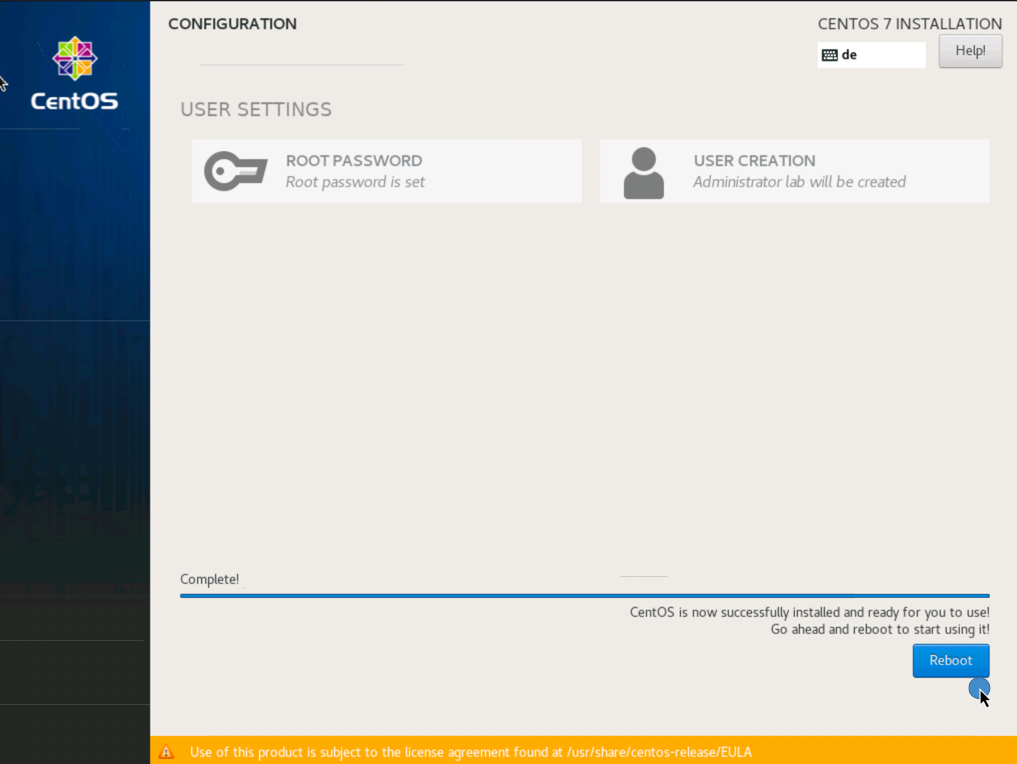 CONFIGURATION
CENTOS 7 INSTALLATION
de
Help!
CentOS
USER SETTINGS
ROOT PASSWORD
Root password is set
USER CREATION
Administrator lab will be created
Complete!
CentOS is now successfully installed and ready for you to use!
Go ahead and reboot to start using it!
Reboot
Use of this product is subject to the license agreement found at /usr/share/centos-release/EULA